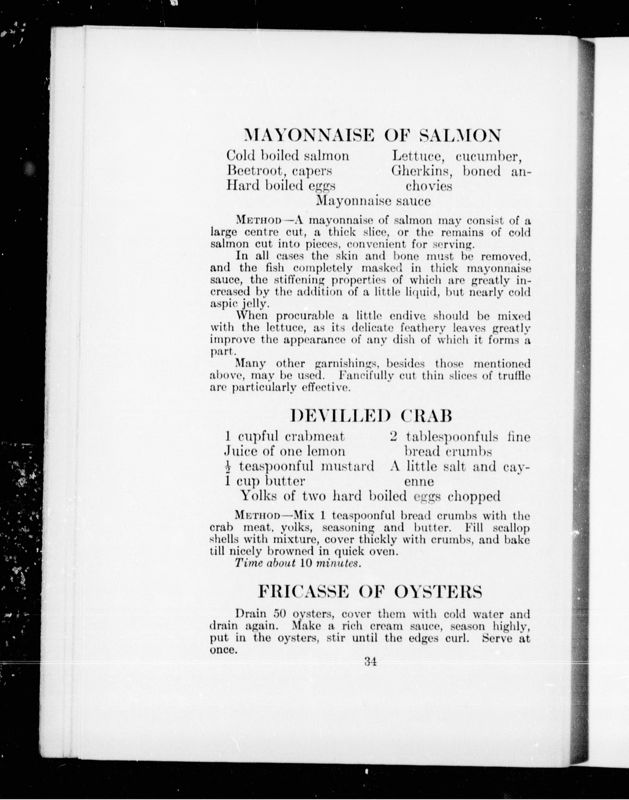 MAYONNAISE OF SALMON
Cold boiled salmon Lettuce, cucumber,
Beetroot, capers Gherkins, boned an-
Hard boiled eggs chovies
Mayonnaise sauce
METHOD—A mayonnaise of salmon may consist of a
large centre cut, a thick slice, or the remains of cold
salmon cut into pieces, convenient for serving.
In all cases the skin and bone must be removed,
and the fish completely masked in thick mayonnaise
sauce, the stiffening properties of which are greatly in-
creased by the addition of a little liquid, but nearly cold
aspic jelly.
When procurable a little endive should be mixed
with the lettuce, as its delicate feathery leaves greatly
improve the appearance of any dish of which it forms a
part.
Many other garnishings, besides those mentioned
above, may be used. Fancifully cut thin slices of truffle
are particularly effective.
DEVILLED CRAB
1 cupful crabmeat 2 tablespoonfuls fine
Juice of one lemon bread crumbs
½ teaspoonful mustard A little salt and cay-
1 cup butter enne
Yolks of two hard boiled eggs chopped
METHOD—Mix 1 teaspoonful bread crumbs with the
crab meat, yolks, seasoning and butter. Fill scallop
shells with mixture, cover thickly with crumbs, and bake
till nicely browned in quick oven.
Time about 10 minutes.
FRICASSE OF OYSTERS
Drain 50 oysters, cover them with cold water and
drain again. Make a rich cream sauce, season highly,
put in the oysters, stir until the edges curl. Serve at
once.
34